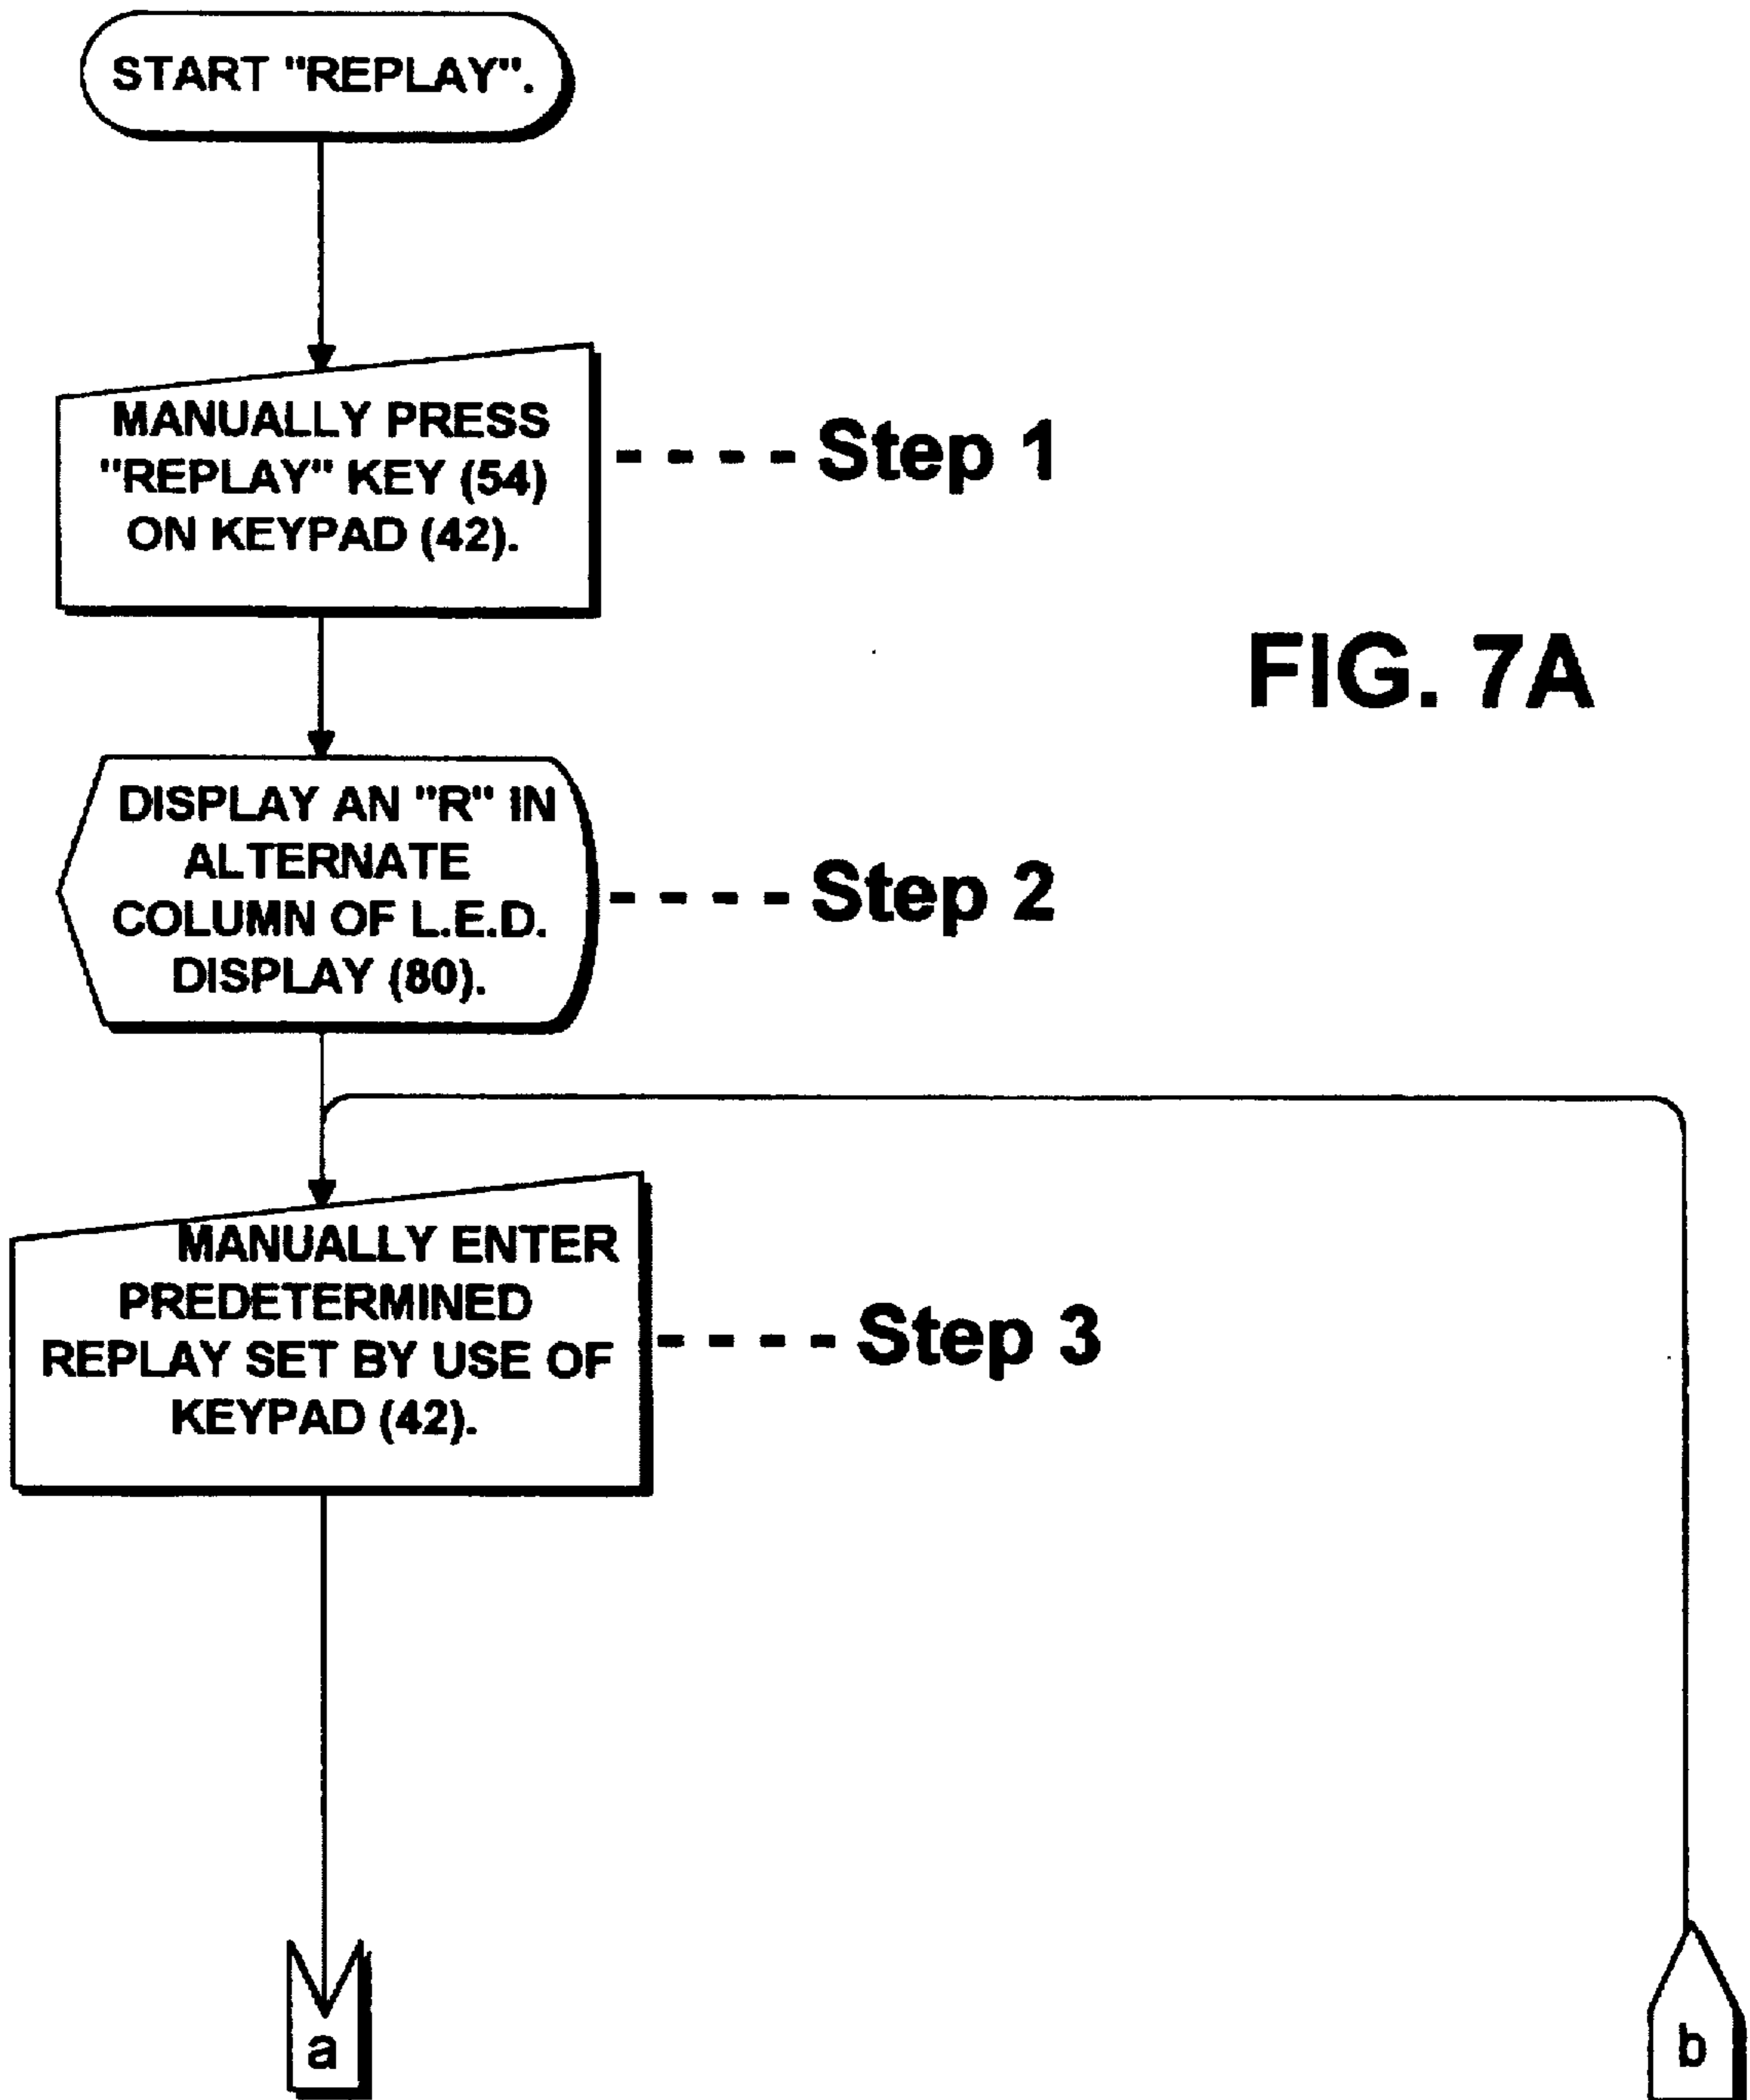 START "REPLAY".
MANUALLY PRESS
"REPLAY" KEY (54)
ON KEYPAD (42).
---- Step 1
FIG. 7A
DISPLAY AN "R" IN
ALTERNATE
COLUMN OF L.E.D.
DISPLAY (80).
---- Step 2
MANUALLY ENTER
PREDETERMINED
REPLAY SET BY USE OF
KEYPAD (42).
---- Step 3
a
b